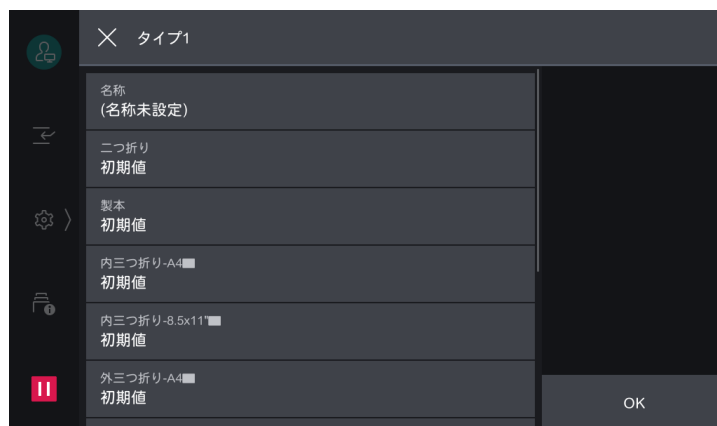 タイプ1
名称
(名称未設定)
二つ折り
初期値
製本
初期値
内三つ折り-A4
初期値
内三つ折り-8.5x11"
初期値
外三つ折り-A4
初期値
OK